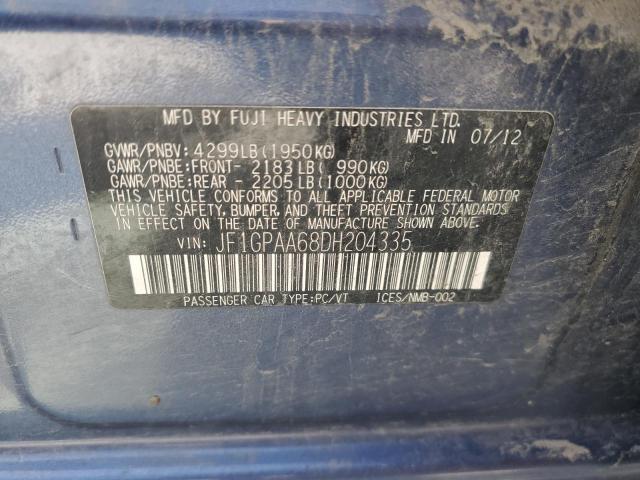 MFD BY FUJI HEAVY INDUSTRIES LTD.
MFD IN 07/12
GVWR/PNBV: 4299LB(1950KG)
GAWR/PNBE:FRONT- 2183LB( 990KG)
GAWR/PNBE:REAR - 2205LB(1000KG)
THIS VEHICLE CONFORMS TO ALL APPLICABLE FEDERAL MOTOR
VEHICLE SAFETY, BUMPER, AND THEFT PREVENTION STANDARDS
IN EFFECT ON THE DATE OF MANUFACTURE SHOWN ABOVE.
VIN: JF1GPAA68DH204335
PASSENGER CAR TYPE:PC/VT ICES/NMB-002